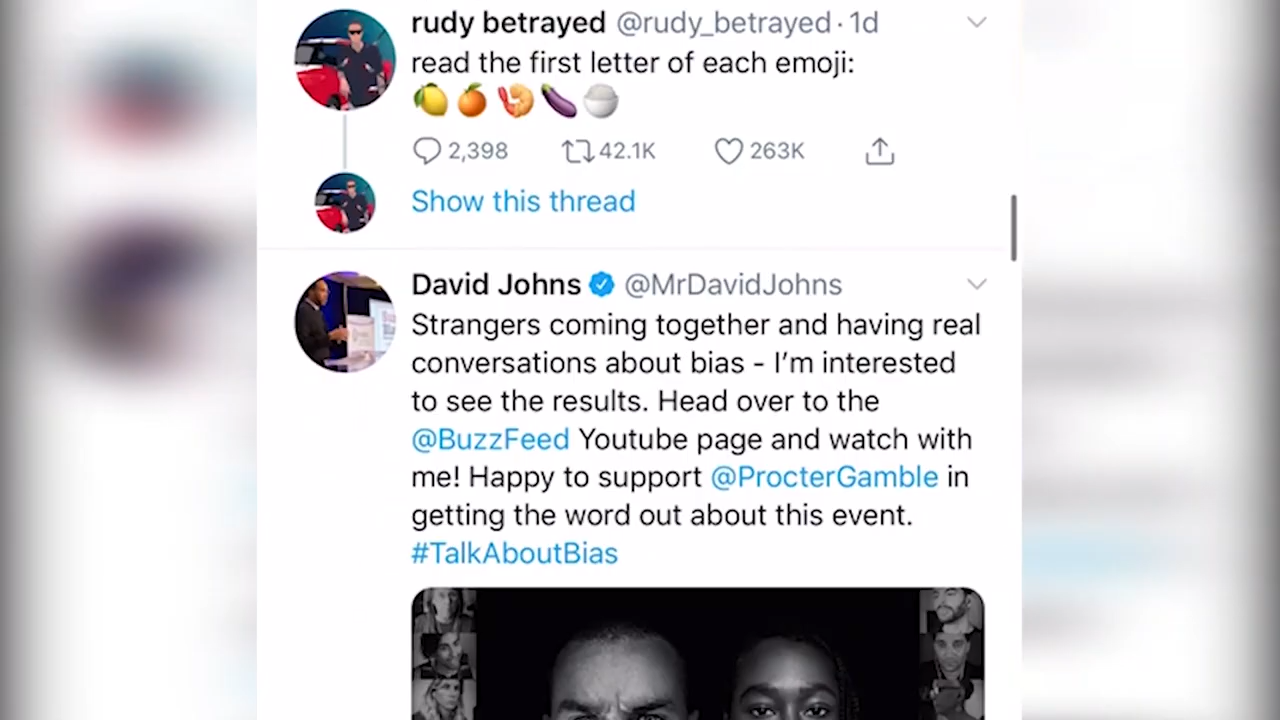 rudy betrayed @rudy_betrayed · 1d
read the first letter of each emoji:
🍋🍊🍤🍆🍚
2,398 42.1K 263K
Show this thread
David Johns @MrDavidJohns
Strangers coming together and having real
conversations about bias - I’m interested
to see the results. Head over to the
@BuzzFeed Youtube page and watch with
me! Happy to support @ProcterGamble in
getting the word out about this event.
#TalkAboutBias